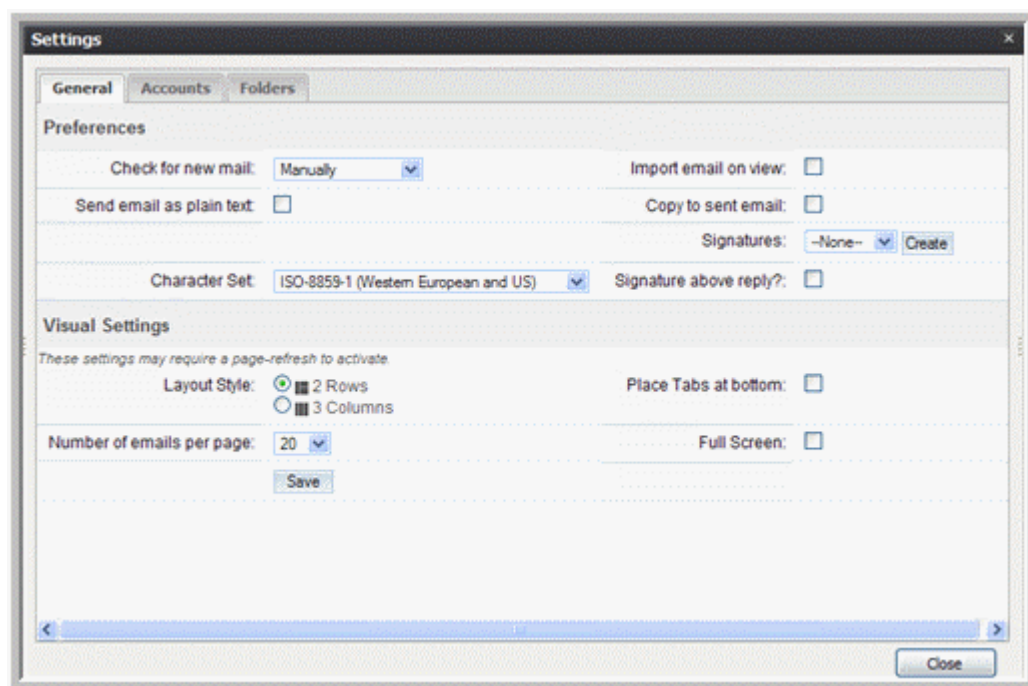 Settings
General Accounts Folders
Preferences
Check for new mail: Manually Import email on view:
Send email as plain text: Copy to sent email:
Signatures: --None-- Create
Character Set: ISO-8859-1 (Western European and US) Signature above reply?:
Visual Settings
These settings may require a page-refresh to activate.
Layout Style: 2 Rows Place Tabs at bottom:
3 Columns
Number of emails per page: 20 Full Screen:
Save
Close